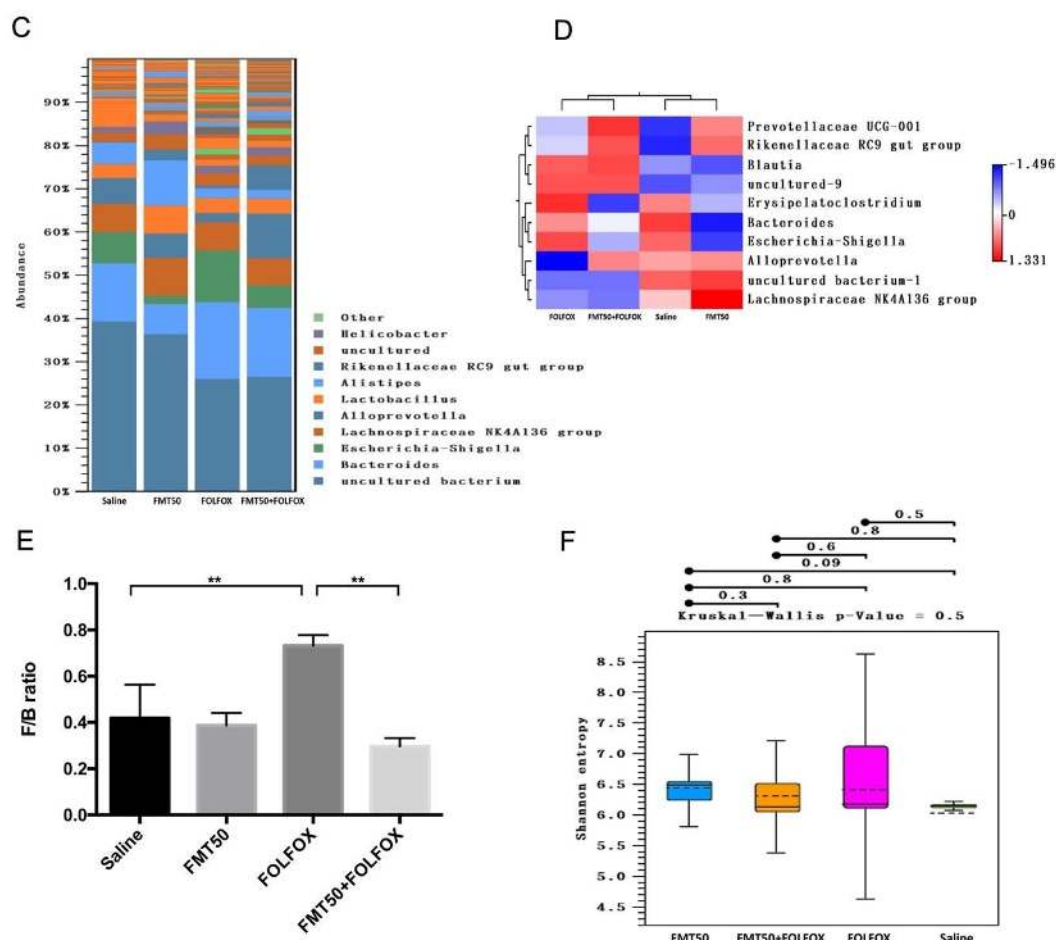 C
Abundance
90%
80%
70%
60%
50%
40%
30%
20%
10%
0%
Saline
FMT50
FOLFOX
FMT50+FOLFOX
Other
Helicobacter
uncultured
Rikenellaceae RC9 gut group
Alistipes
Lactobacillus
Alloprevotella
Lachnospiraceae NK4A136 group
Escherichia-Shigella
Bacteroides
uncultured bacterium
D
Prevotellaceae UCG-001
Rikenellaceae RC9 gut group
Blautia
uncultured-9
Erysipelatoclostridium
Bacteroides
Escherichia-Shigella
Alloprevotella
uncultured bacterium-1
Lachnospiraceae NK4A136 group
FOLFOX
FMT50+FOLFOX
Saline
FMT50
-1.496
0
1.331
E
F/B ratio
1.0
0.8
0.6
0.4
0.2
0.0
**
**
Saline
FMT50
FOLFOX
FMT50+FOLFOX
F
0.5
0.8
0.6
0.09
0.8
0.3
Kruskal—Wallis p-Value = 0.5
Shannon entropy
8.5
8.0
7.5
7.0
6.5
6.0
5.5
5.0
4.5
FMT50
FMT50+FOLFOX
FOLFOX
Saline